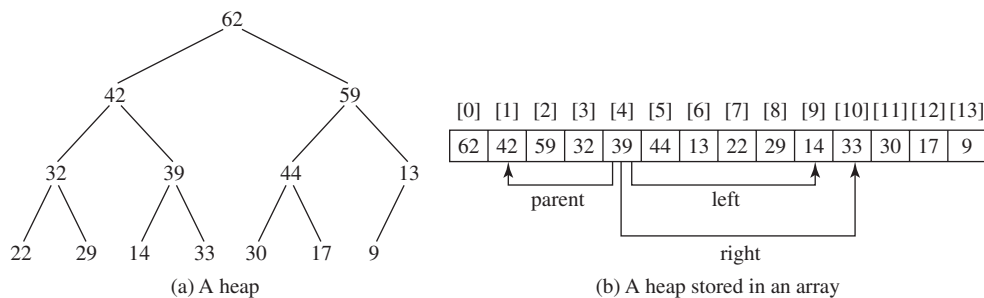 62
42 59
32 39 44 13
22 29 14 33 30 17 9
(a) A heap
[0] [1] [2] [3] [4] [5] [6] [7] [8] [9] [10] [11] [12] [13]
62 42 59 32 39 44 13 22 29 14 33 30 17 9
parent left
right
(b) A heap stored in an array